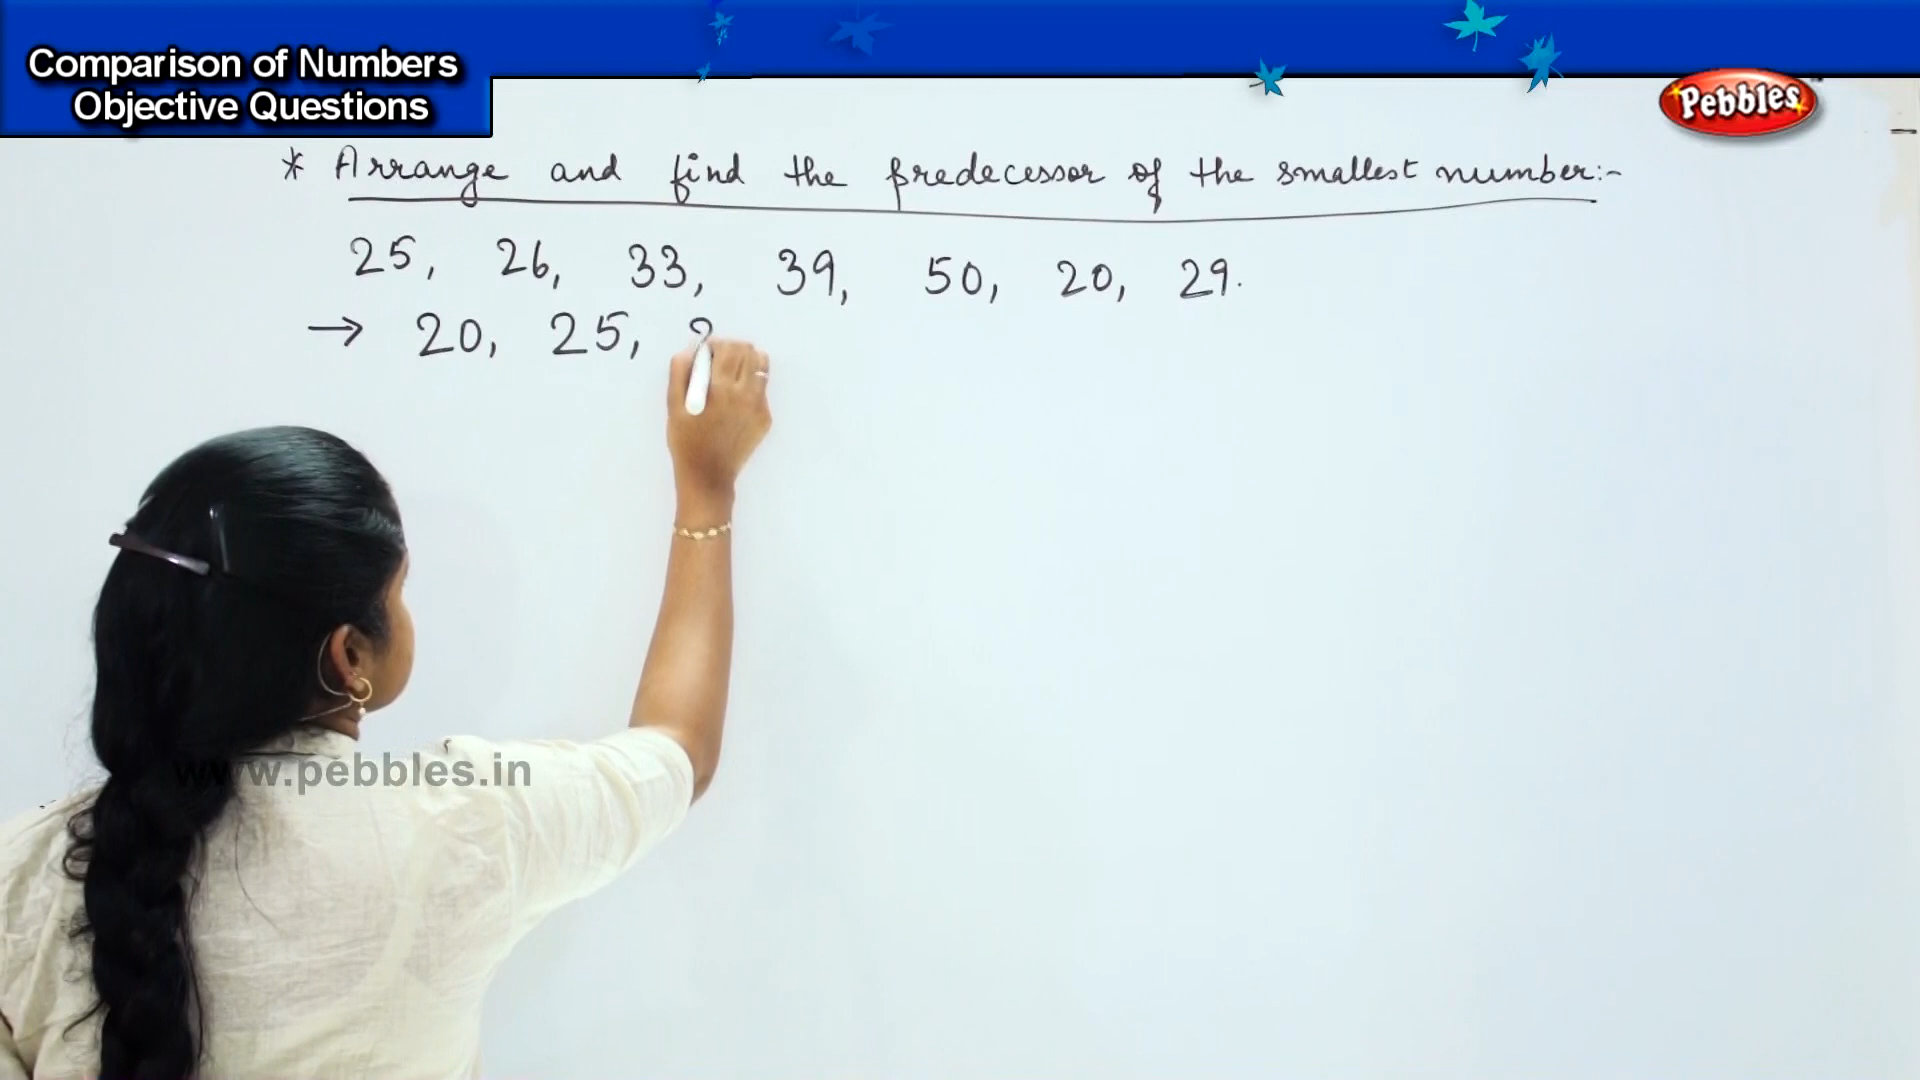 Comparison of Numbers
Objective Questions
Pebbles
* Arrange and find the predecessor of the smallest number:-
25, 26, 33, 39, 50, 20, 29.
→ 20, 25, 2
www.pebbles.in